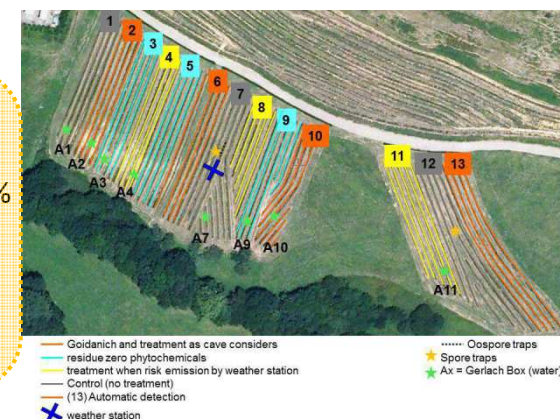 %
1
2
3
4
5
6
7
8
9
10
11
12
13
A1
A2
A3
A4
A7
A9
A10
A11
Goidanich and treatment as cave considers
residue zero phytochemicals
treatment when risk emission by weather station
Control (no treatment)
(13) Automatic detection
weather station
Oospore traps
Spore traps
Ax = Gerlach Box (water)